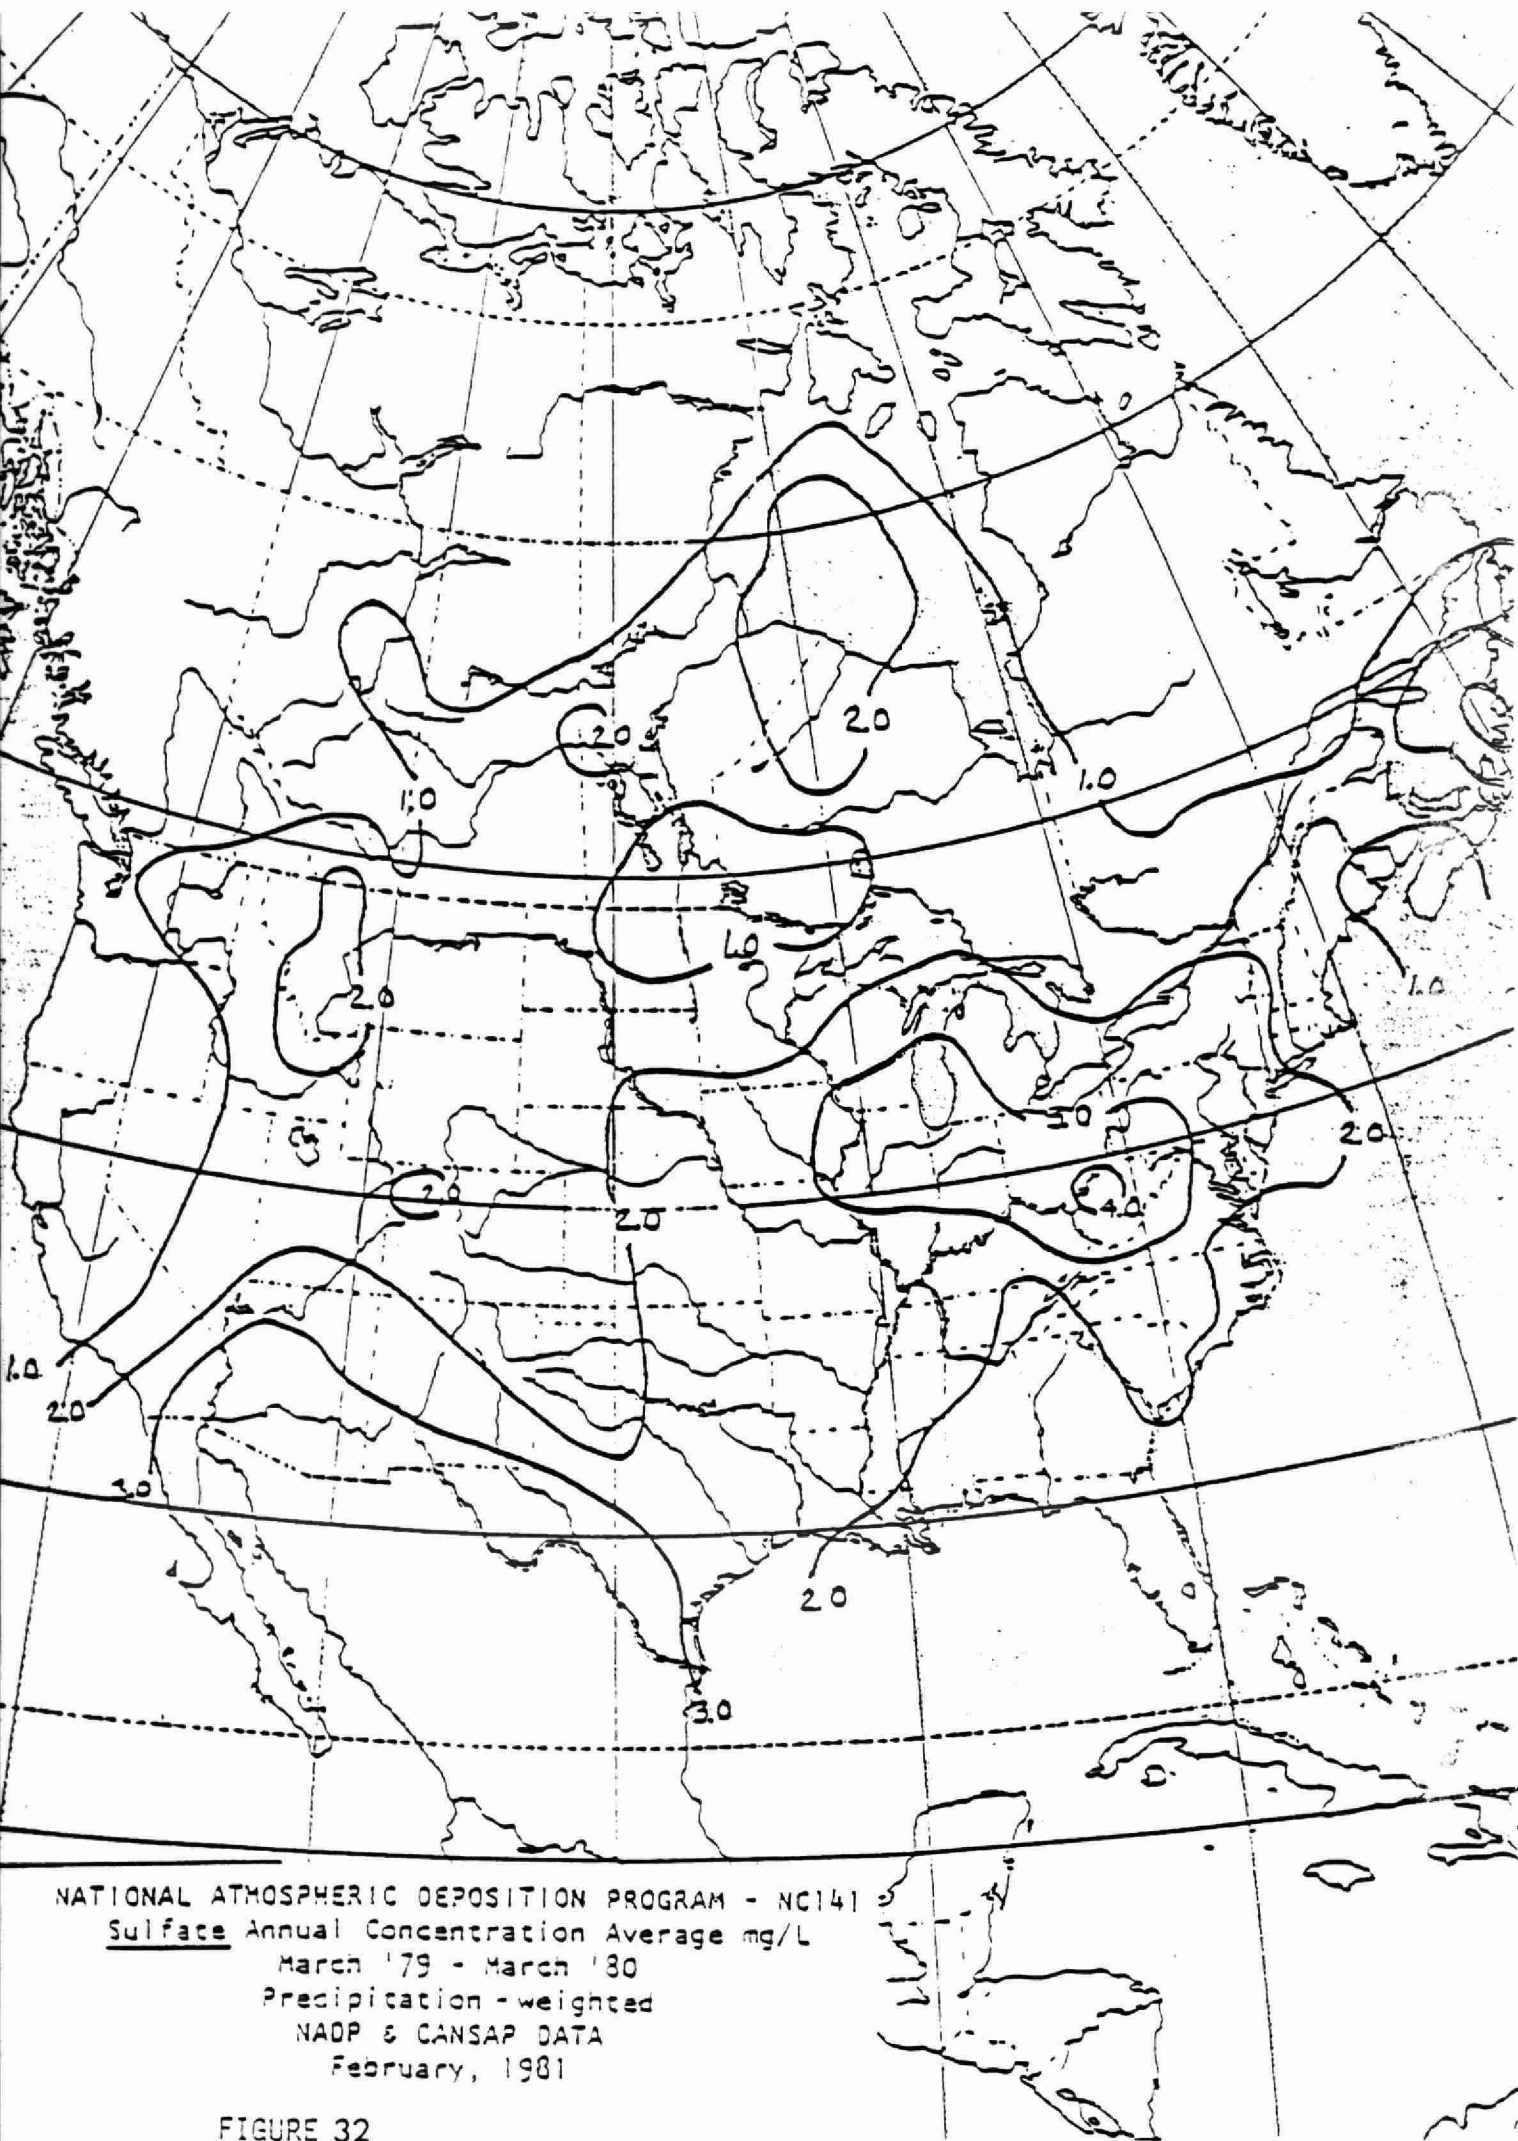 2.0
2.0
1.0
1.0
1.0
1.0
2.0
3.0
2.0
2.0
4.0
2.0
1.0
2.0
3.0
2.0
3.0
NATIONAL ATMOSPHERIC DEPOSITION PROGRAM - NC141
Sulfate Annual Concentration Average mg/L
March '79 - March '80
Precipitation - weighted
NADP & CANSAP DATA
February, 1981
FIGURE 32